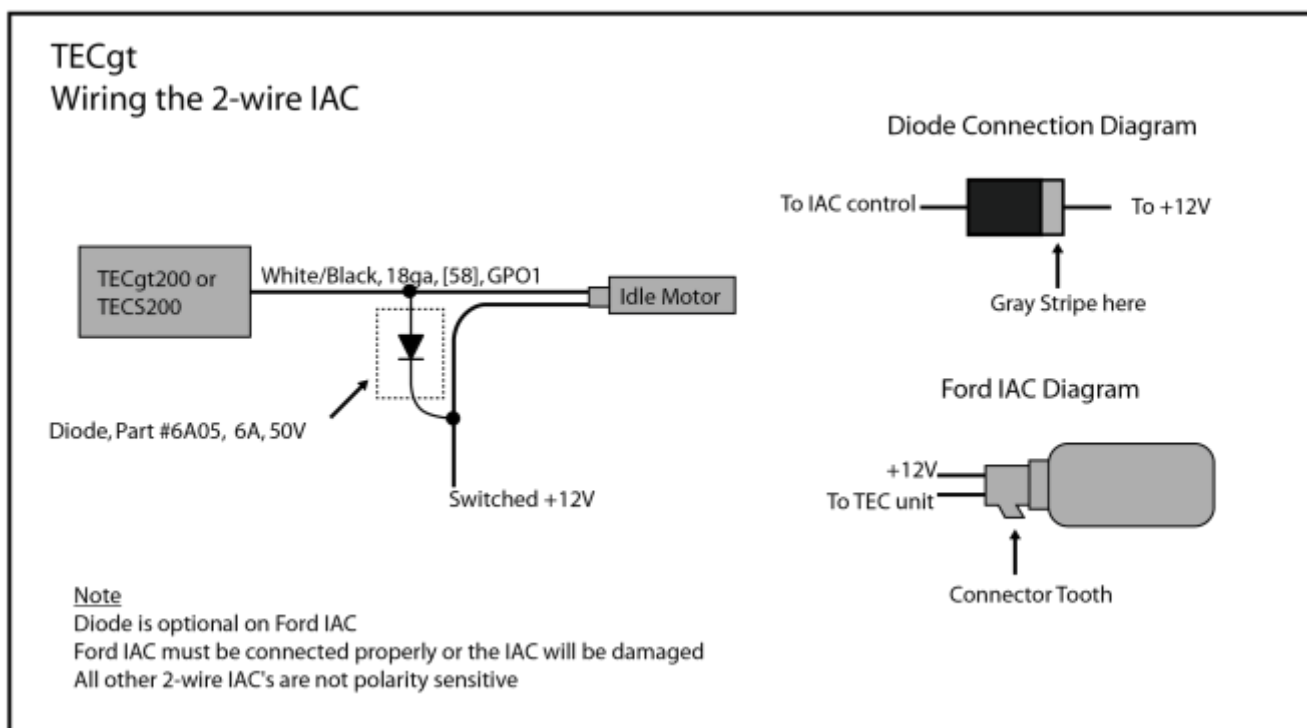 TECgt
Wiring the 2-wire IAC
Diode Connection Diagram
To IAC control
To +12V
Gray Stripe here
TECgt200 or
TECS200
White/Black, 18ga, [58], GPO1
Idle Motor
Diode, Part #6A05, 6A, 50V
Switched +12V
Ford IAC Diagram
+12V
To TEC unit
Connector Tooth
Note
Diode is optional on Ford IAC
Ford IAC must be connected properly or the IAC will be damaged
All other 2-wire IAC's are not polarity sensitive